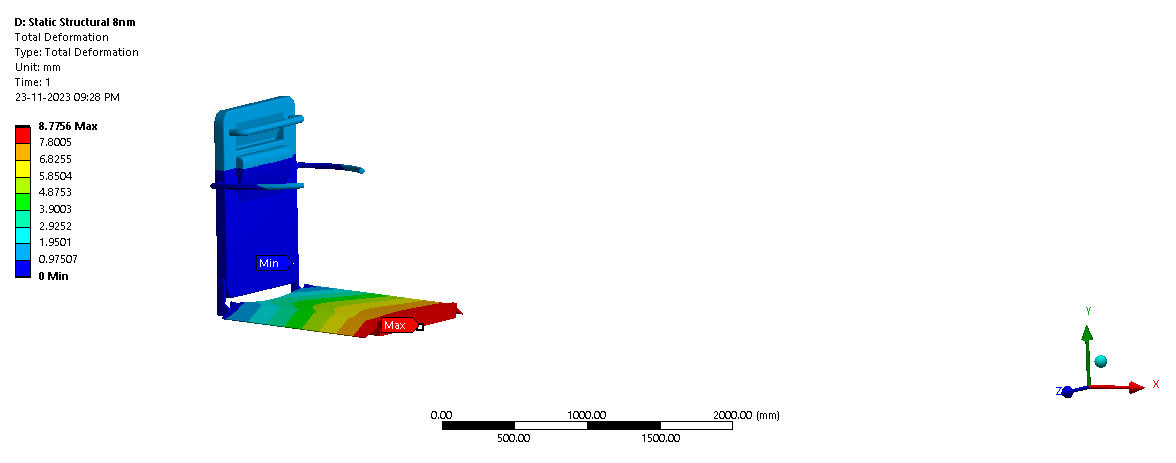 D: Static Structural 8nm
Total Deformation
Type: Total Deformation
Unit: mm
Time: 1
23-11-2023 09:28 PM
8.7756 Max
7.8005
6.8255
5.8504
4.8753
3.9003
2.9252
1.9501
0.97507
0 Min
Min
Max
Y
Z
X
0.00 1000.00 2000.00 (mm)
500.00 1500.00